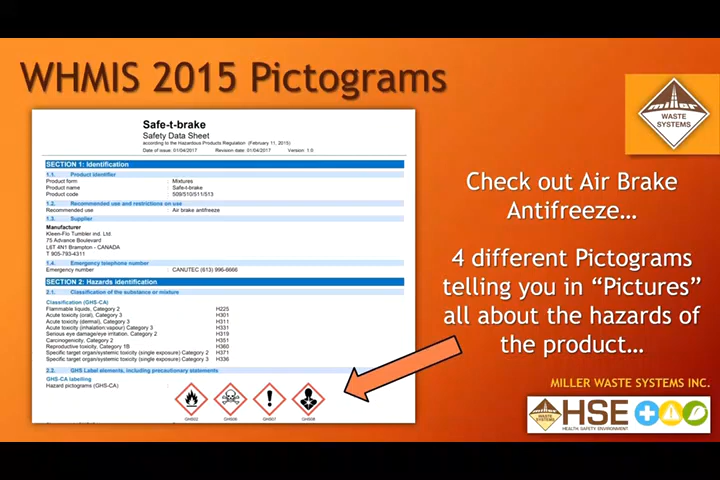 WHMIS 2015 Pictograms
Safe-t-brake
Safety Data Sheet
according to the Hazardous Products Regulation (February 11, 2015)
Date of issue: 01/04/2017 Revision date: 01/04/2017 Version: 1.0
SECTION 1: Identification
1.1. Product identifier
Product form : Mixtures
Product name : Safe-t-brake
Product code : 509/510/511/513
1.2. Recommended use and restrictions on use
Recommended use : Air brake antifreeze
1.3. Supplier
Manufacturer
Kleen-Flo Tumbler ind. Ltd.
75 Advance Boulevard
L6T 4N1 Brampton - CANADA
T 905-793-4311
1.4. Emergency telephone number
Emergency number : CANUTEC (613) 996-6666
SECTION 2: Hazards identification
2.1. Classification of the substance or mixture
Classification (GHS-CA)
Flammable liquids, Category 2 H225
Acute toxicity (oral) Category 3 H301
Acute toxicity (dermal), Category 3 H311
Acute toxicity (inhalation:vapour) Category 3 H331
Serious eye damage/eye irritation, Category 2 H319
Carcinogenicity, Category 2 H351
Reproductive toxicity, Category 1B H360
Specific target organ/systemic toxicity (single exposure) Category 2 H371
Specific target organ/systemic toxicity (single exposure), Category 3 H336
2.2. GHS Label elements, including precautionary statements
GHS-CA labelling
Hazard pictograms (GHS-CA) :
GHS02 GHS06 GHS07 GHS08
miller
WASTE
SYSTEMS
Check out Air Brake
Antifreeze…
4 different Pictograms
telling you in “Pictures”
all about the hazards of
the product…
MILLER WASTE SYSTEMS INC.
WASTE
SYSTEMS
HSE
HEALTH SAFETY ENVIRONMENT